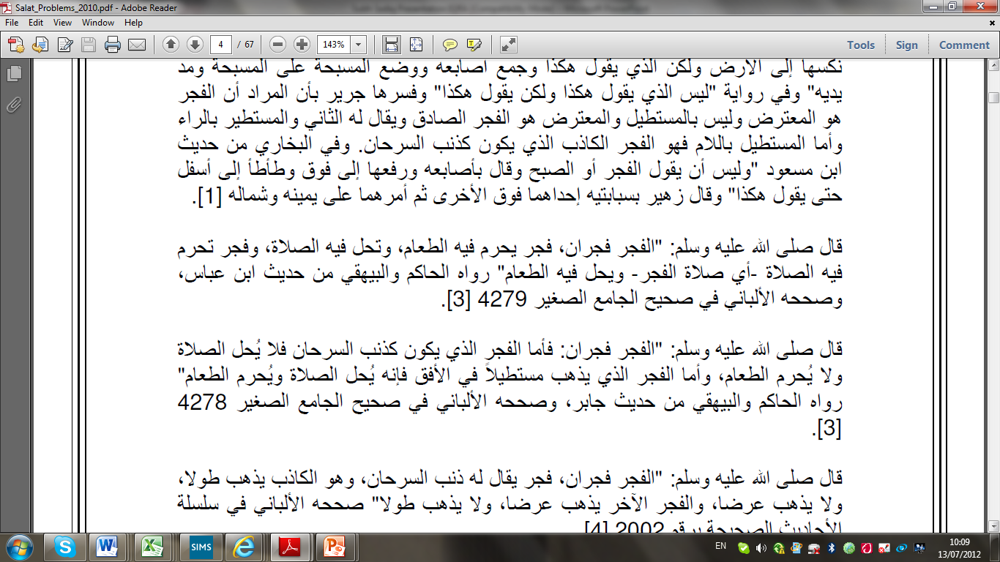 Salat_Problems_2010.pdf - Adobe Reader
File Edit View Window Help
4 / 67 143% Tools Sign Comment
نكسها إلى الأرض ولكن الذي يقول هكذا وجمع أصابعه ووضع المسبحة على المسبحة ومد
يديه" وفي رواية "ليس الذي يقول هكذا ولكن يقول هكذا" وفسرها جرير بأن المراد أن الفجر
هو المعترض وليس بالمستطيل والمعترض هو الفجر الصادق ويقال له الثاني والمستطير بالراء
وأما المستطيل باللام فهو الفجر الكاذب الذي يكون كذنب السرحان. وفي البخاري من حديث
ابن مسعود "وليس أن يقول الفجر أو الصبح وقال بأصابعه ورفعها إلى فوق وطأطأ إلى أسفل
حتى يقول هكذا" وقال زهير بسبابتيه إحداهما فوق الأخرى ثم أمرهما على يمينه وشماله [1].
قال صلى الله عليه وسلم: "الفجر فجران، فجر يحرم فيه الطعام، وتحل فيه الصلاة، وفجر تحرم
فيه الصلاة -أي صلاة الفجر- ويحل فيه الطعام" رواه الحاكم والبيهقي من حديث ابن عباس،
وصححه الألباني في صحيح الجامع الصغير 4279 [3].
قال صلى الله عليه وسلم: "الفجر فجران: فأما الفجر الذي يكون كذنب السرحان فلا يُحل الصلاة
ولا يُحرم الطعام، وأما الفجر الذي يذهب مستطيلاً في الأفق فإنه يُحل الصلاة ويُحرم الطعام"
رواه الحاكم والبيهقي من حديث جابر، وصححه الألباني في صحيح الجامع الصغير 4278
[3].
قال صلى الله عليه وسلم: "الفجر فجران، فجر يقال له ذنب السرحان، وهو الكاذب يذهب طولا،
ولا يذهب عرضا، والفجر الآخر يذهب عرضا، ولا يذهب طولا" صححه الألباني في سلسلة
الأحاديث الصحيحة برقم 2002 [4]
SIMS
EN
10:09
13/07/2012